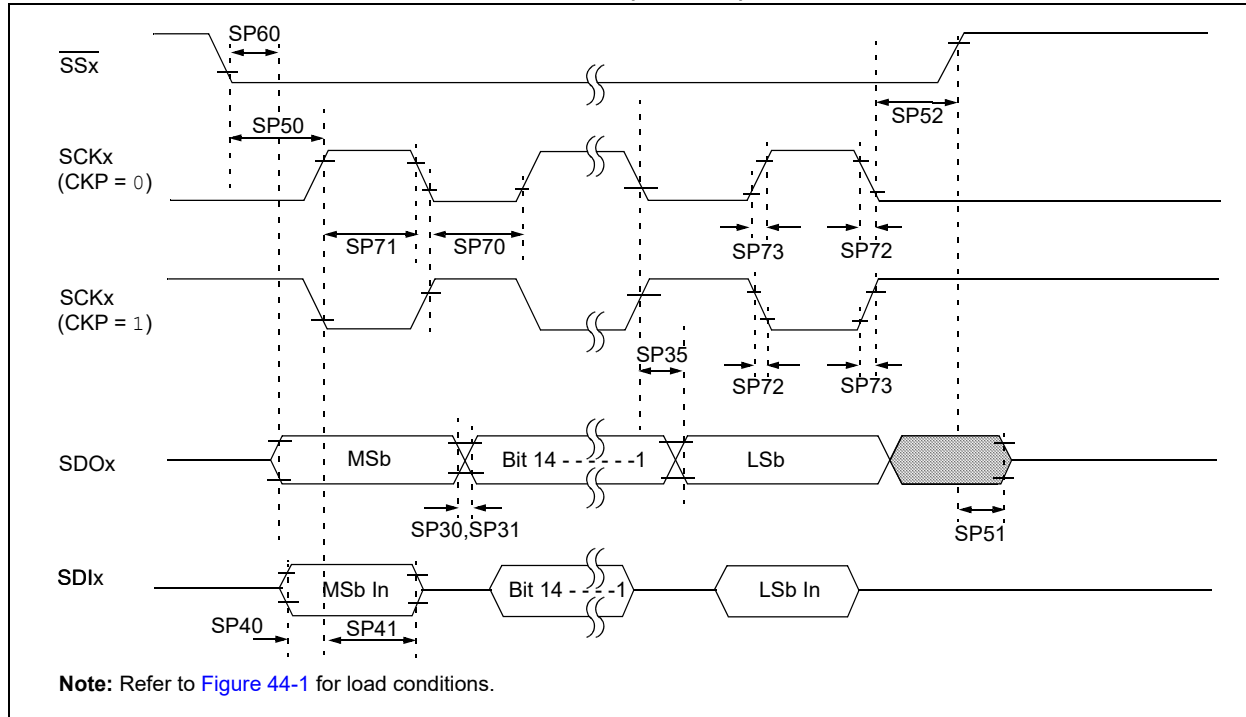 SP60
SSx
SP50
SP52
SCKx
(CKP = 0)
SP71
SP70
SP73
SP72
SCKx
(CKP = 1)
SP35
SP72
SP73
SDOx
MSb
Bit 14 - - - - - -1
LSb
SP30,SP31
SP51
SDIx
MSb In
Bit 14 - - - -1
LSb In
SP40
SP41
Note: Refer to Figure 44-1 for load conditions.